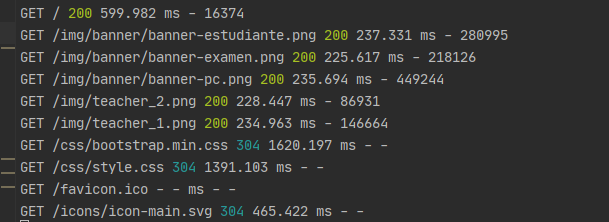 GET / 200 599.982 ms - 16374
GET /img/banner/banner-estudiante.png 200 237.331 ms - 280995
GET /img/banner/banner-examen.png 200 225.617 ms - 218126
GET /img/banner/banner-pc.png 200 235.694 ms - 449244
GET /img/teacher_2.png 200 228.447 ms - 86931
GET /img/teacher_1.png 200 234.963 ms - 146664
GET /css/bootstrap.min.css 304 1620.197 ms - -
GET /css/style.css 304 1391.103 ms - -
GET /favicon.ico - - ms - -
GET /icons/icon-main.svg 304 465.422 ms - -